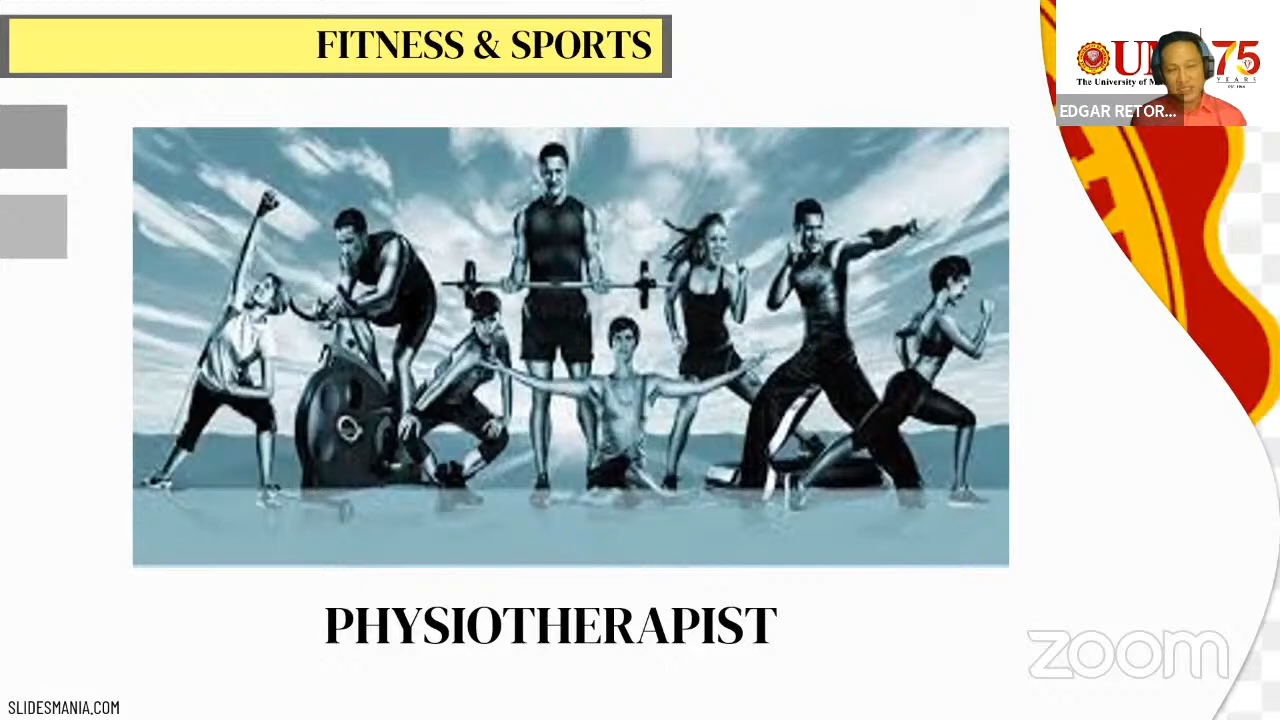 FITNESS & SPORTS
75
YEARS
The University of
EDGAR RETOR...
PHYSIOTHERAPIST
zoom
SLIDESMANIA.COM